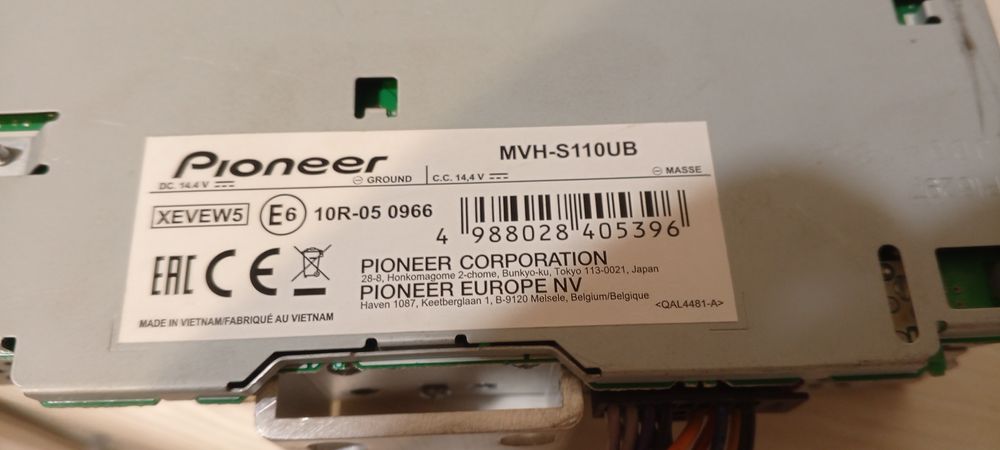 Pioneer
MVH-S110UB
DC. 14.4 V ⎓ ⊖ GROUND C.C. 14,4 V ⎓ ⊖ MASSE
XEVEW5 E6 10R-05 0966
4 988028 405396
EAC CE
PIONEER CORPORATION
28-8, Honkomagome 2-chome, Bunkyo-ku, Tokyo 113-0021, Japan
PIONEER EUROPE NV
Haven 1087, Keetberglaan 1, B-9120 Melsele, Belgium/Belgique
<QAL4481-A>
MADE IN VIETNAM/FABRIQUÉ AU VIETNAM